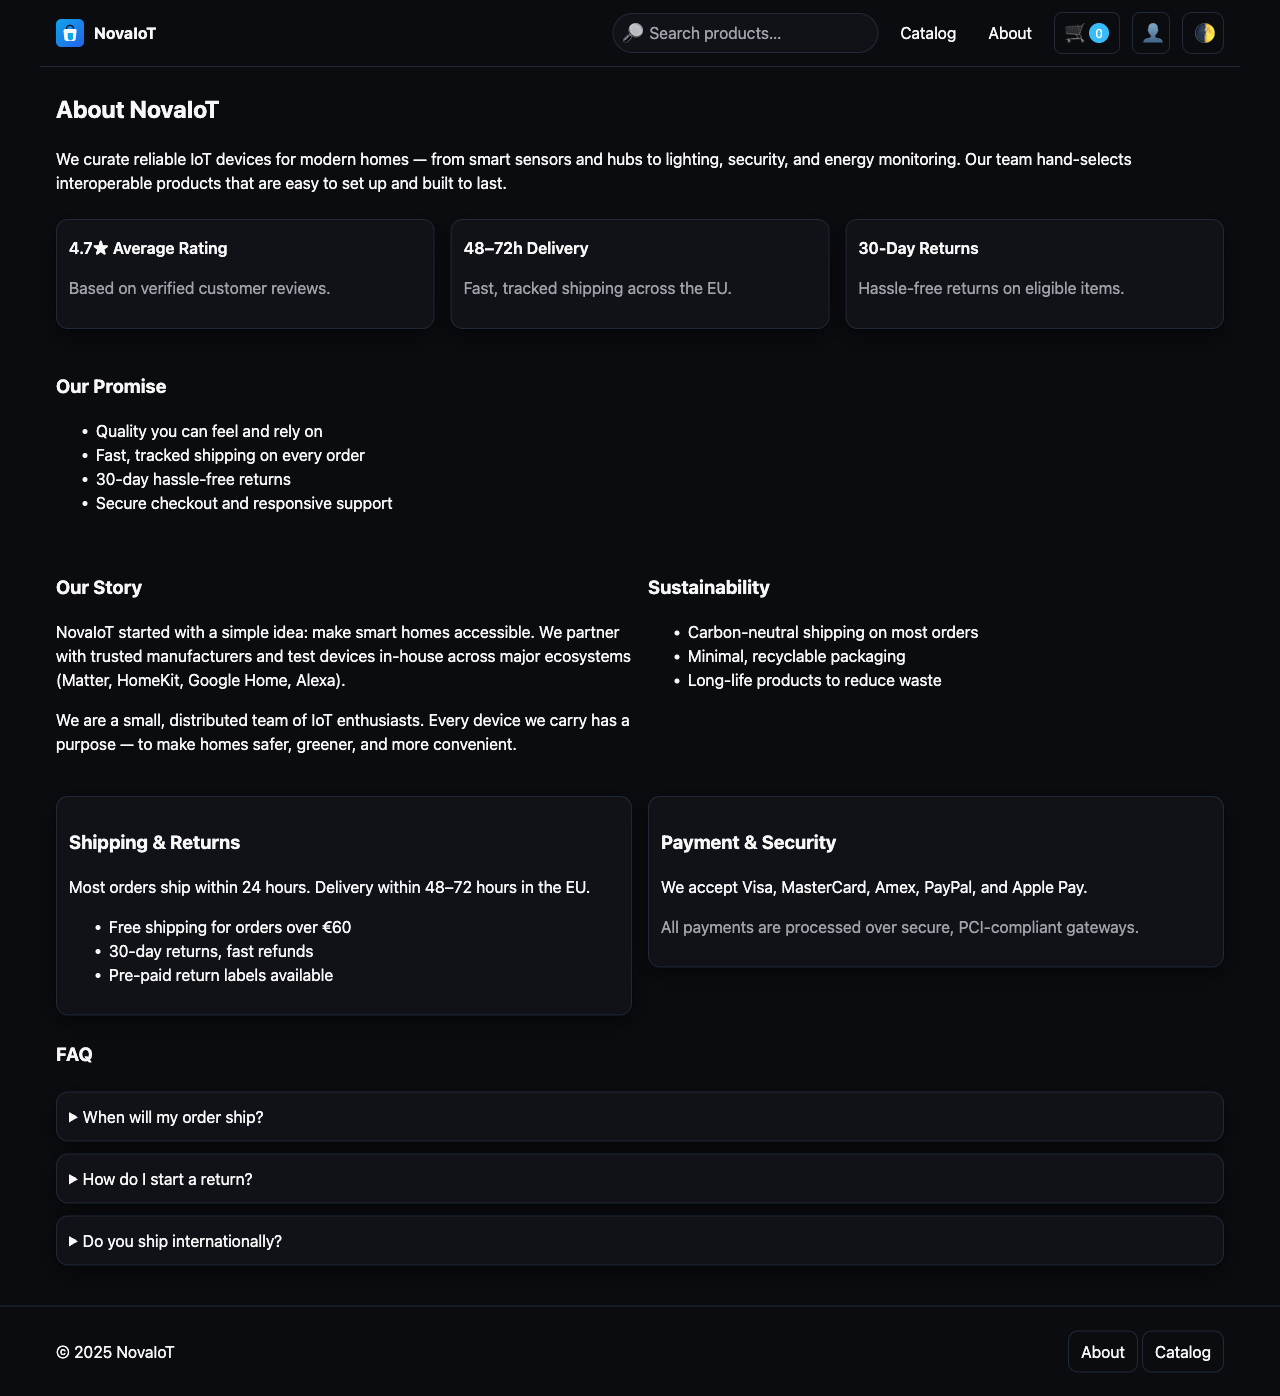 NovaIoT
Search products...
Catalog
About
0
About NovaIoT
We curate reliable IoT devices for modern homes — from smart sensors and hubs to lighting, security, and energy monitoring. Our team hand-selects
interoperable products that are easy to set up and built to last.
4.7★ Average Rating
Based on verified customer reviews.
48–72h Delivery
Fast, tracked shipping across the EU.
30-Day Returns
Hassle-free returns on eligible items.
Our Promise
• Quality you can feel and rely on
• Fast, tracked shipping on every order
• 30-day hassle-free returns
• Secure checkout and responsive support
Our Story
NovaIoT started with a simple idea: make smart homes accessible. We partner
with trusted manufacturers and test devices in-house across major ecosystems
(Matter, HomeKit, Google Home, Alexa).
We are a small, distributed team of IoT enthusiasts. Every device we carry has a
purpose — to make homes safer, greener, and more convenient.
Sustainability
• Carbon-neutral shipping on most orders
• Minimal, recyclable packaging
• Long-life products to reduce waste
Shipping & Returns
Most orders ship within 24 hours. Delivery within 48–72 hours in the EU.
• Free shipping for orders over €60
• 30-day returns, fast refunds
• Pre-paid return labels available
Payment & Security
We accept Visa, MasterCard, Amex, PayPal, and Apple Pay.
All payments are processed over secure, PCI-compliant gateways.
FAQ
When will my order ship?
How do I start a return?
Do you ship internationally?
© 2025 NovaIoT
About
Catalog